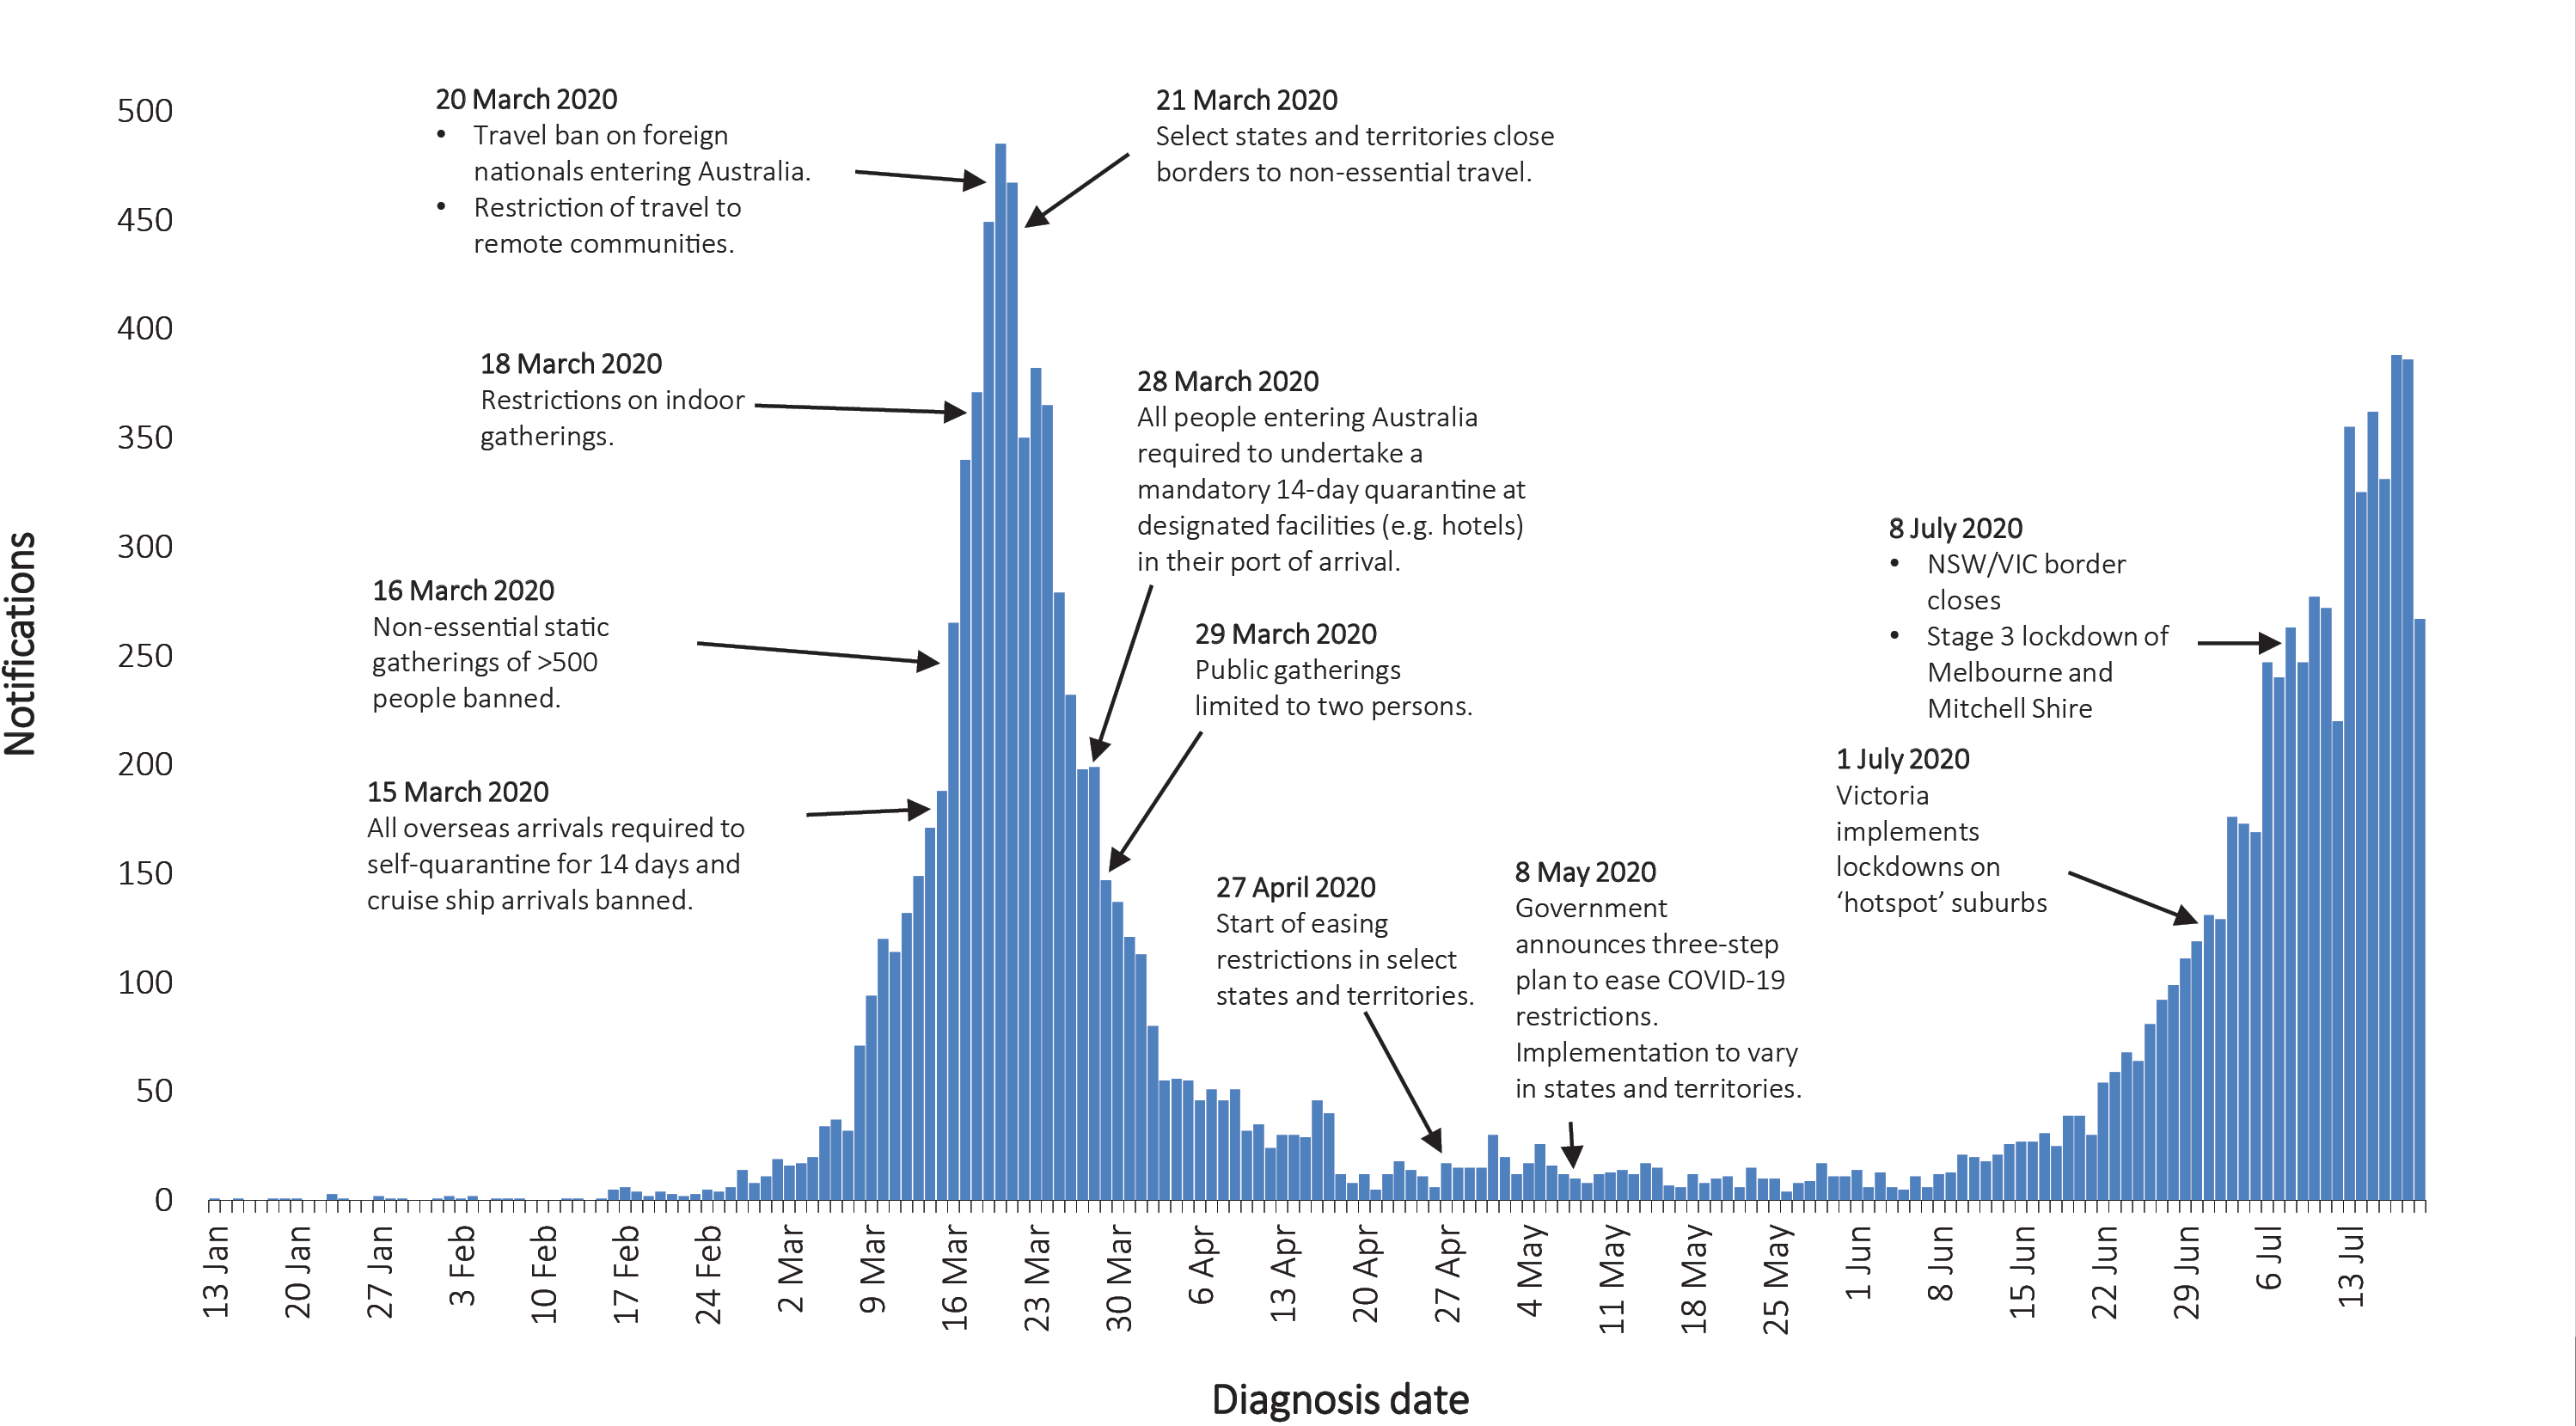 500
450
400
350
300
250
200
150
100
50
0
Notifications
20 March 2020
• Travel ban on foreign
nationals entering Australia.
• Restriction of travel to
remote communities.
21 March 2020
Select states and territories close
borders to non-essential travel.
18 March 2020
Restrictions on indoor
gatherings.
28 March 2020
All people entering Australia
required to undertake a
mandatory 14-day quarantine at
designated facilities (e.g. hotels)
in their port of arrival.
16 March 2020
Non-essential static
gatherings of >500
people banned.
29 March 2020
Public gatherings
limited to two persons.
15 March 2020
All overseas arrivals required to
self-quarantine for 14 days and
cruise ship arrivals banned.
27 April 2020
Start of easing
restrictions in select
states and territories.
8 May 2020
Government
announces three-step
plan to ease COVID-19
restrictions.
Implementation to vary
in states and territories.
8 July 2020
• NSW/VIC border
closes
• Stage 3 lockdown of
Melbourne and
Mitchell Shire
1 July 2020
Victoria
implements
lockdowns on
‘hotspot’ suburbs
13 Jan
20 Jan
27 Jan
3 Feb
10 Feb
17 Feb
24 Feb
2 Mar
9 Mar
16 Mar
23 Mar
30 Mar
6 Apr
13 Apr
20 Apr
27 Apr
4 May
11 May
18 May
25 May
1 Jun
8 Jun
15 Jun
22 Jun
29 Jun
6 Jul
13 Jul
Diagnosis date